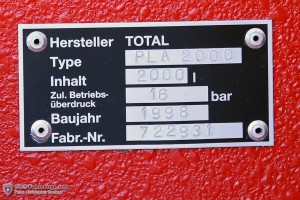 Hersteller TOTAL
Type PLA 2000
Inhalt 2000 l
Zul. Betriebs-
überdruck 16 bar
Baujahr 1998
Fabr.-Nr. 722931